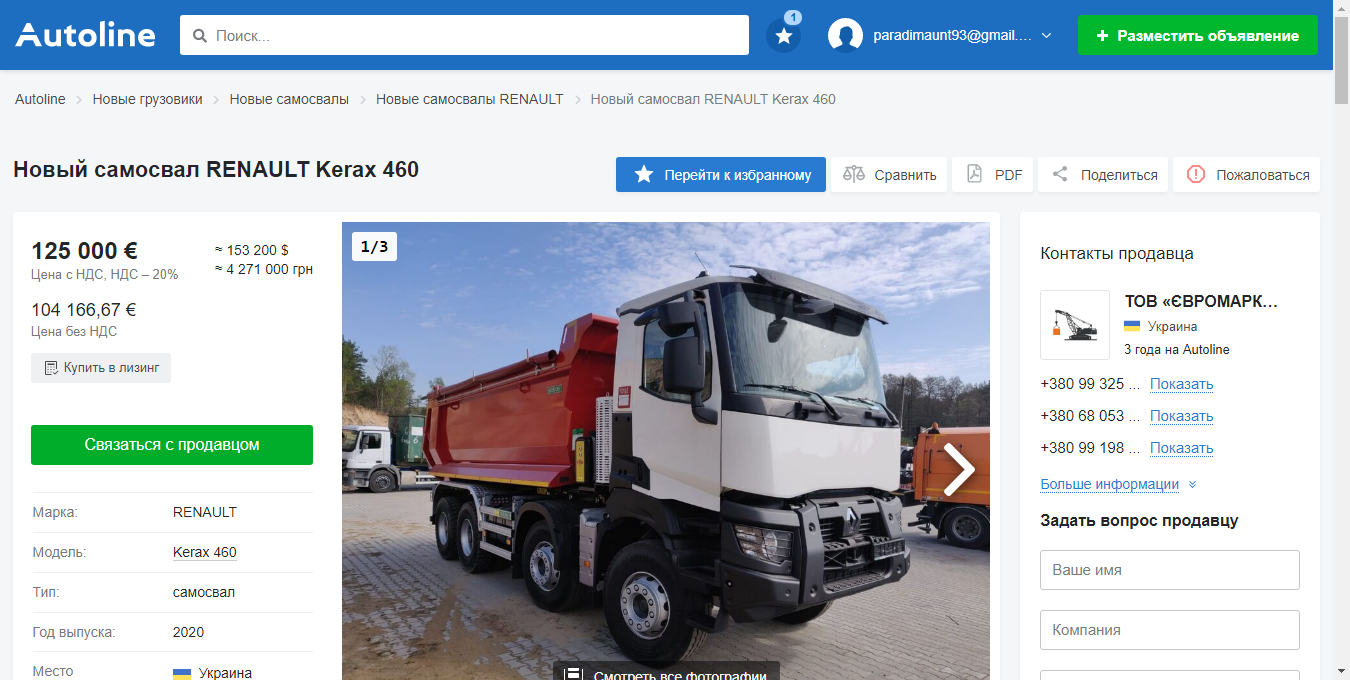 Autoline
Поиск...
1
paradimaunt93@gmail....
+ Разместить объявление
Autoline
Новые грузовики
Новые самосвалы
Новые самосвалы RENAULT
Новый самосвал RENAULT Kerax 460
Новый самосвал RENAULT Kerax 460
Перейти к избранному
Сравнить
PDF
Поделиться
Пожаловаться
125 000 €
≈ 153 200 $
Цена с НДС, НДС – 20%
≈ 4 271 000 грн
104 166,67 €
Цена без НДС
Купить в лизинг
Связаться с продавцом
Марка: RENAULT
Модель: Kerax 460
Тип: самосвал
Год выпуска: 2020
Место Украина
1/3
Смотреть все фотографии
Контакты продавца
ТОВ «ЄВРОМАРК...
Украина
3 года на Autoline
+380 99 325 ... Показать
+380 68 053 ... Показать
+380 99 198 ... Показать
Больше информации
Задать вопрос продавцу
Ваше имя
Компания